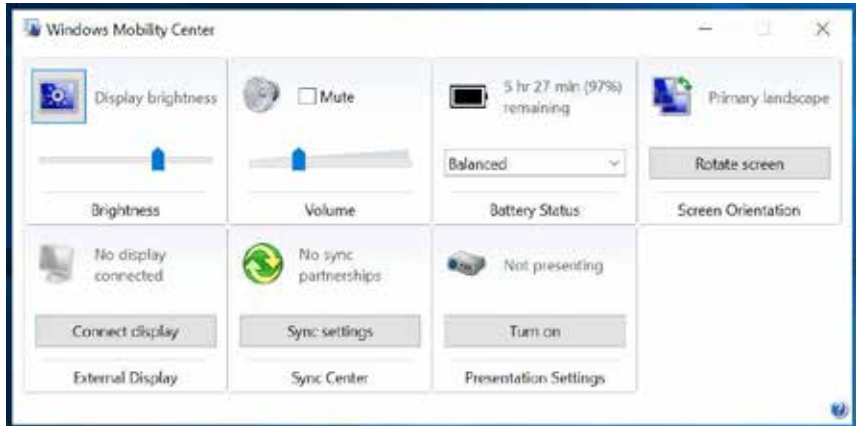 Windows Mobility Center
Display brightness
Brightness
Mute
Volume
5 hr 27 min (97%)
remaining
Balanced
Battery Status
Primary landscape
Rotate screen
Screen Orientation
No display
connected
Connect display
External Display
No sync
partnerships
Sync settings
Sync Center
Not presenting
Turn on
Presentation Settings